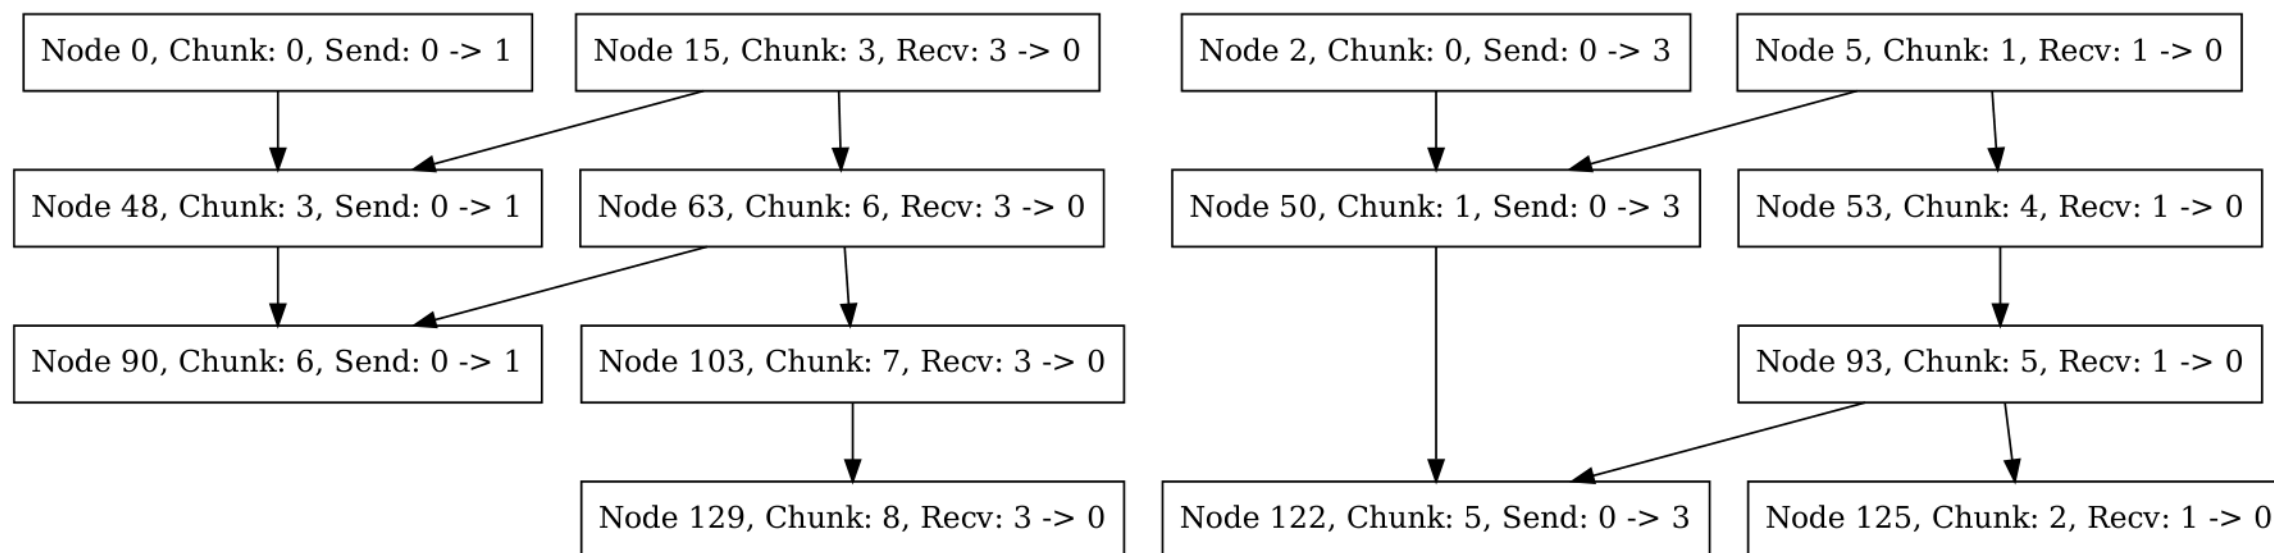 Node 0, Chunk: 0, Send: 0 -> 1
Node 15, Chunk: 3, Recv: 3 -> 0
Node 2, Chunk: 0, Send: 0 -> 3
Node 5, Chunk: 1, Recv: 1 -> 0
Node 48, Chunk: 3, Send: 0 -> 1
Node 63, Chunk: 6, Recv: 3 -> 0
Node 50, Chunk: 1, Send: 0 -> 3
Node 53, Chunk: 4, Recv: 1 -> 0
Node 90, Chunk: 6, Send: 0 -> 1
Node 103, Chunk: 7, Recv: 3 -> 0
Node 93, Chunk: 5, Recv: 1 -> 0
Node 129, Chunk: 8, Recv: 3 -> 0
Node 122, Chunk: 5, Send: 0 -> 3
Node 125, Chunk: 2, Recv: 1 -> 0